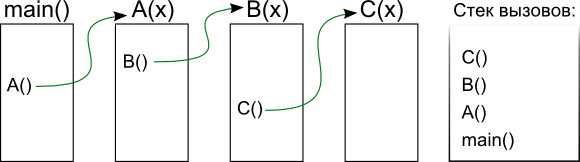 main() A(x) B(x) C(x) Стек вызовов:
A()
B()
C()
C()
B()
A()
main()